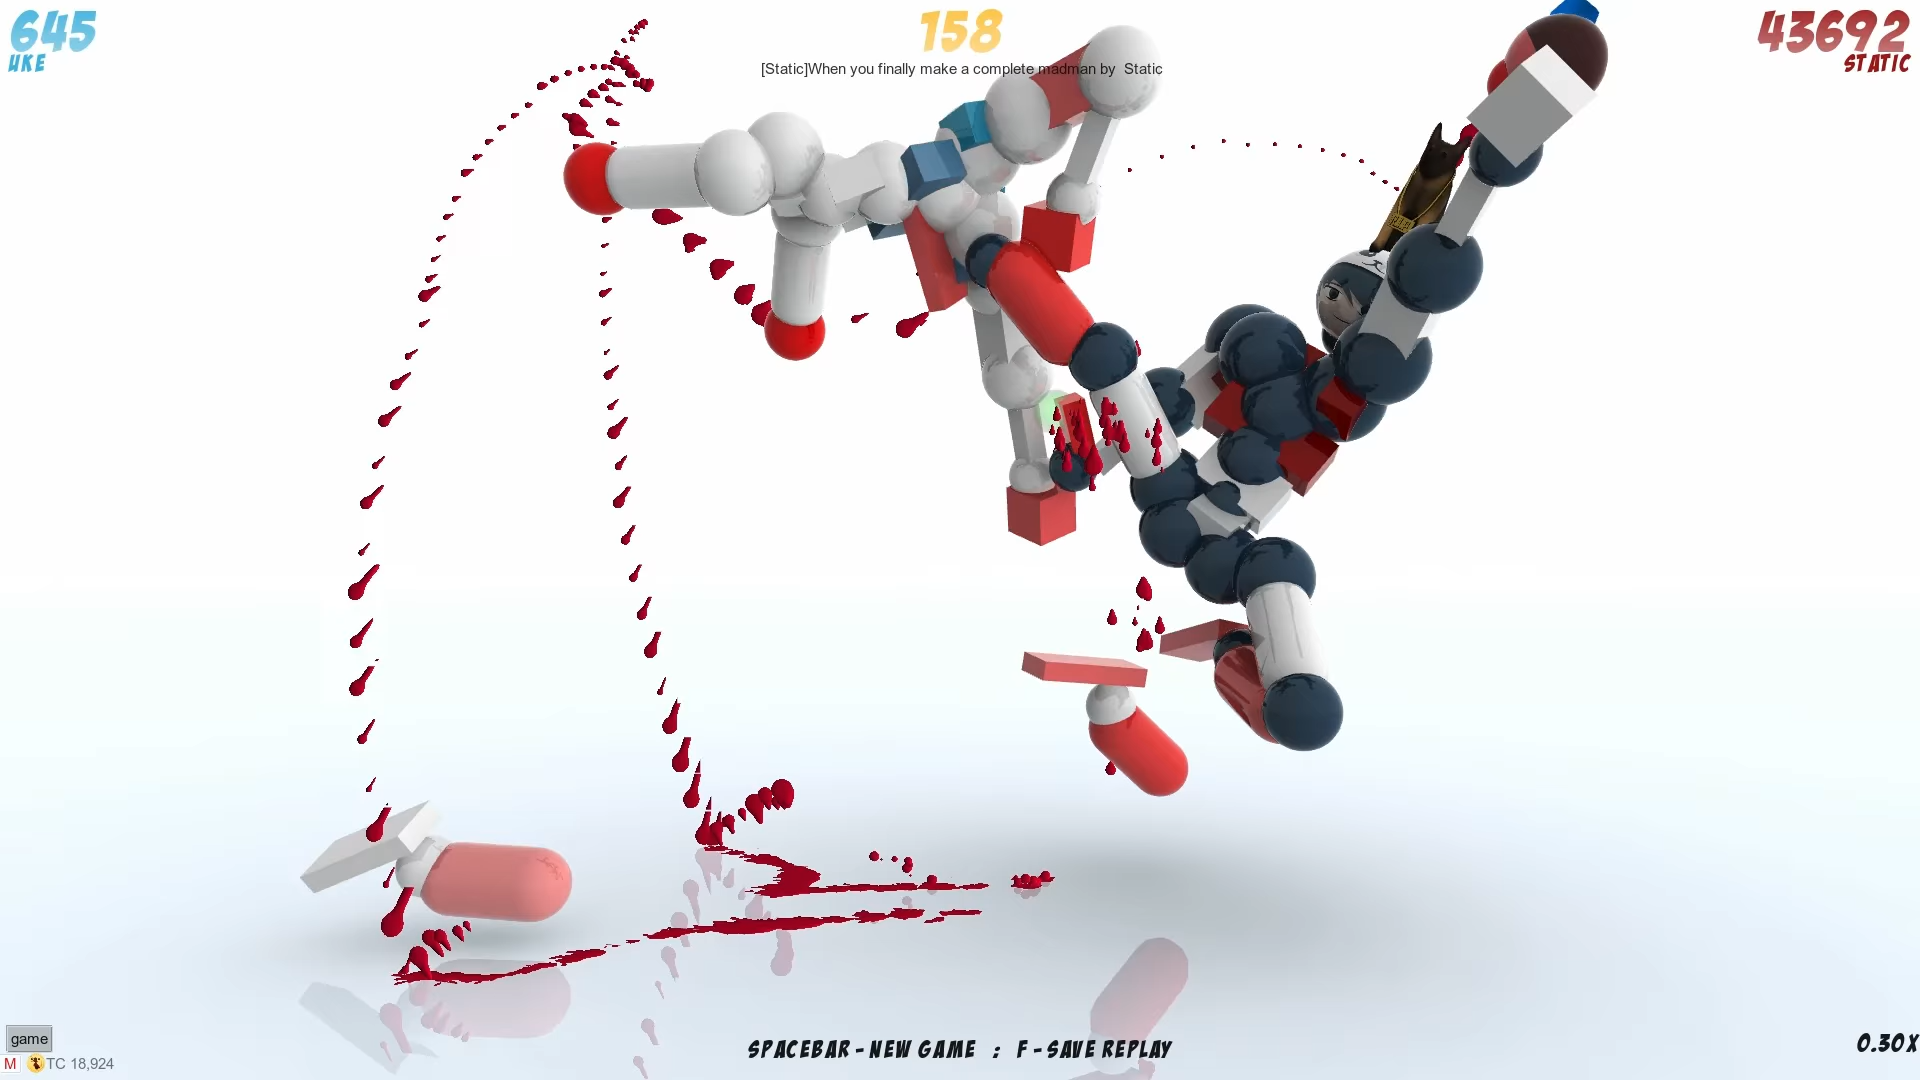 645
UKE
158
[Static]When you finally make a complete madman by  Static
43692
STATIC
game
M TC 18,924
SPACEBAR - NEW GAME : F - SAVE REPLAY
0.30X